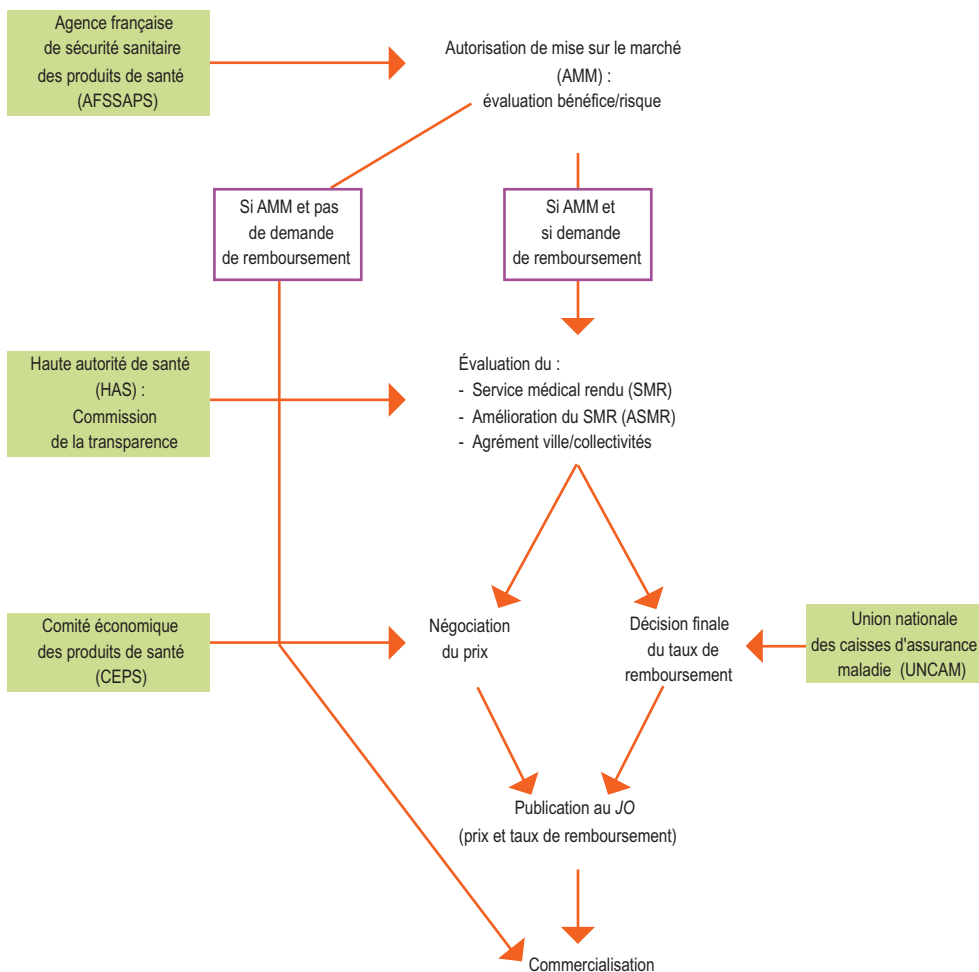 Agence française
de sécurité sanitaire
des produits de santé
(AFSSAPS)
Autorisation de mise sur le marché
(AMM) :
évaluation bénéfice/risque
Si AMM et pas
de demande
de remboursement
Si AMM et
si demande
de remboursement
Haute autorité de santé
(HAS) :
Commission
de la transparence
Évaluation du :
- Service médical rendu (SMR)
- Amélioration du SMR (ASMR)
- Agrément ville/collectivités
Comité économique
des produits de santé
(CEPS)
Négociation
du prix
Décision finale
du taux de
remboursement
Union nationale
des caisses d'assurance
maladie (UNCAM)
Publication au JO
(prix et taux de remboursement)
Commercialisation